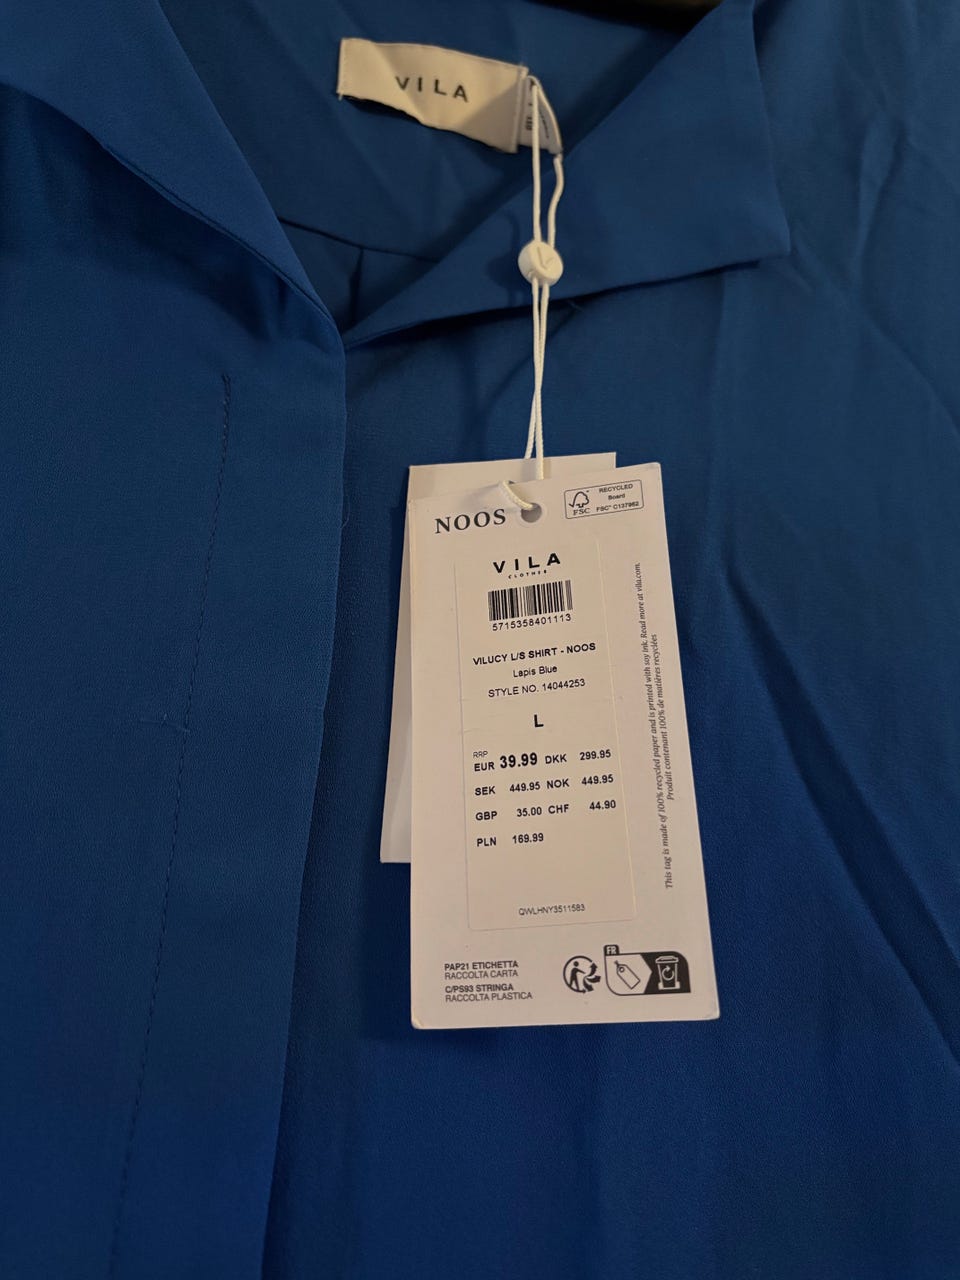 VILA
NOOS
RECYCLED
Board
FSC FSC® C137962
VILA
CLOTHES
5715358401113
VILUCY L/S SHIRT - NOOS
Lapis Blue
STYLE NO. 14044253
L
RRP
EUR 39.99 DKK 299.95
SEK 449.95 NOK 449.95
GBP 35.00 CHF 44.90
PLN 169.99
QWLHNY3511583
This tag is made of 100% recycled paper and is printed with soy ink. Read more at vila.com.
Produit contenant 100% de matières recyclées
FR
PAP21 ETICHETTA
RACCOLTA CARTA
C/PS93 STRINGA
RACCOLTA PLASTICA